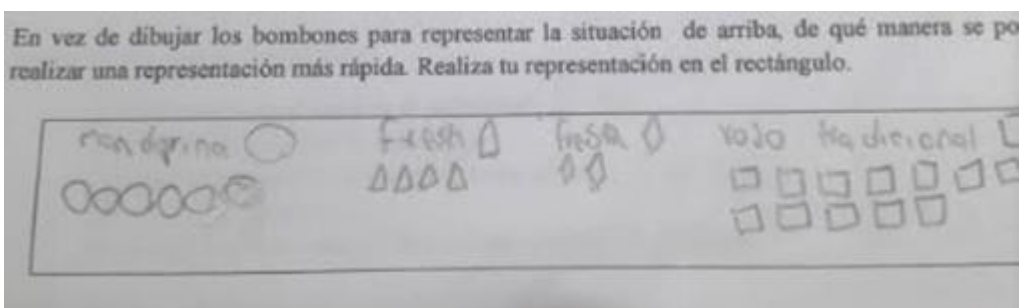 En vez de dibujar los bombones para representar la situación de arriba, de qué manera se po
realizar una representación más rápida. Realiza tu representación en el rectángulo.
mandarina fresh fresa rojo tradicional